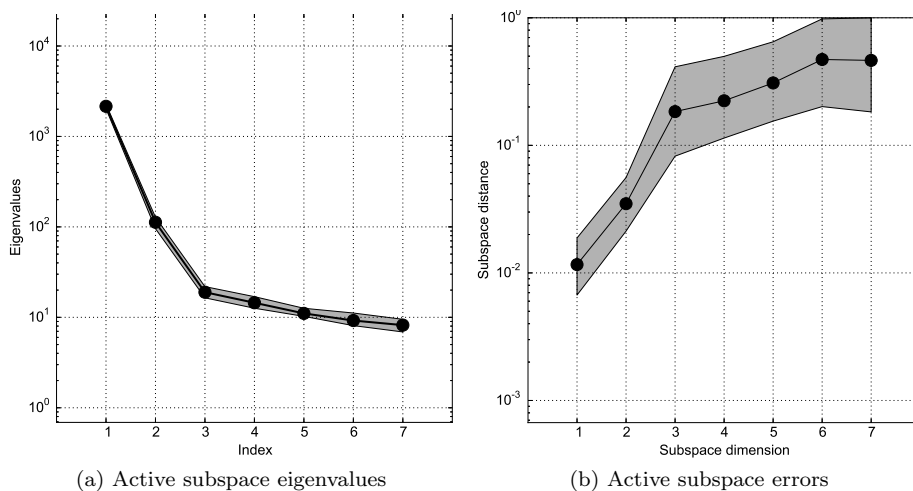 10^4
10^3
10^2
10^1
10^0
Eigenvalues
1 2 3 4 5 6 7
Index
(a) Active subspace eigenvalues
10^0
10^-1
10^-2
10^-3
Subspace distance
1 2 3 4 5 6 7
Subspace dimension
(b) Active subspace errors